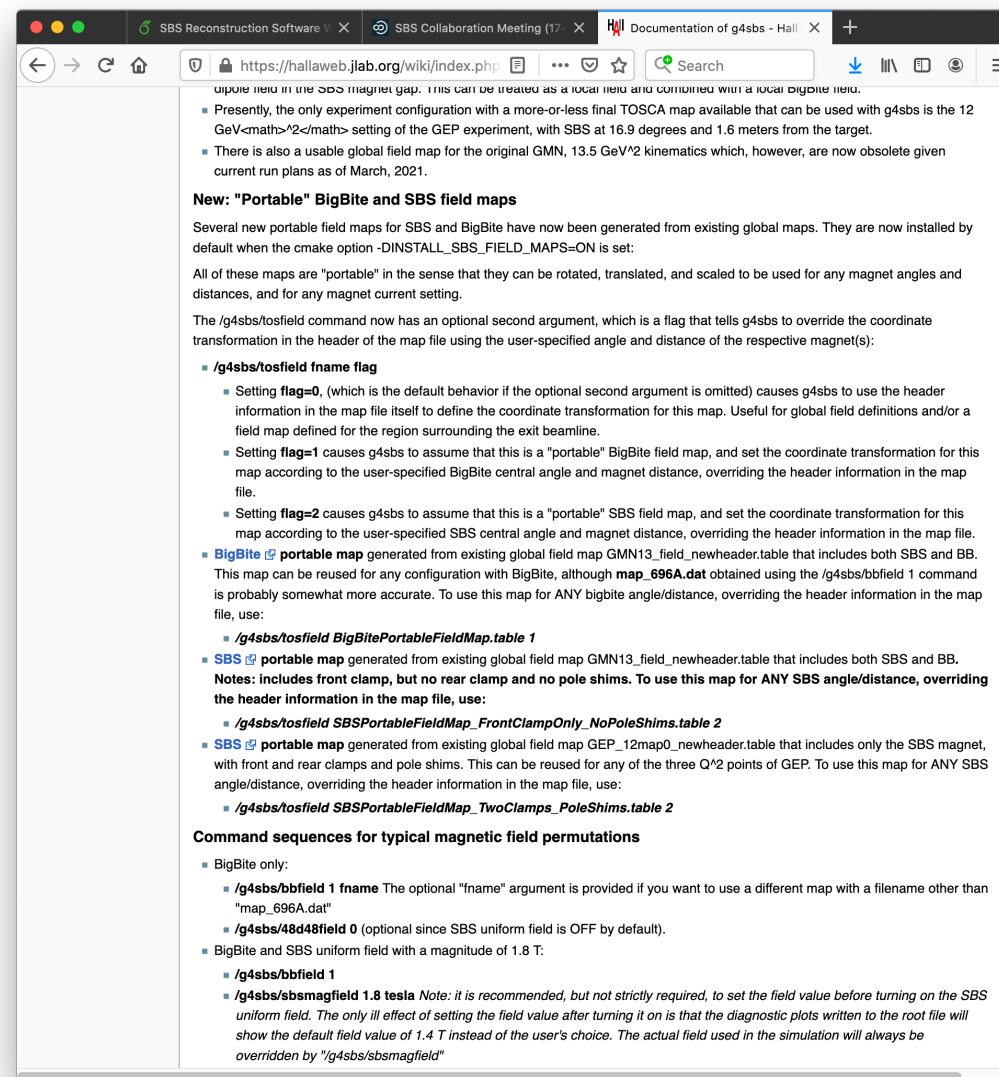 SBS Reconstruction Software W
SBS Collaboration Meeting (17-
Documentation of g4sbs - Hall
https://hallaweb.jlab.org/wiki/index.php
Search
dipole field in the SBS magnet gap. This can be treated as a local field and combined with a local BigBite field.
Presently, the only experiment configuration with a more-or-less final TOSCA map available that can be used with g4sbs is the 12
GeV<math>^2</math> setting of the GEP experiment, with SBS at 16.9 degrees and 1.6 meters from the target.
There is also a usable global field map for the original GMN, 13.5 GeV^2 kinematics which, however, are now obsolete given
current run plans as of March, 2021.
New: "Portable" BigBite and SBS field maps
Several new portable field maps for SBS and BigBite have now been generated from existing global maps. They are now installed by
default when the cmake option -DINSTALL_SBS_FIELD_MAPS=ON is set:
All of these maps are "portable" in the sense that they can be rotated, translated, and scaled to be used for any magnet angles and
distances, and for any magnet current setting.
The /g4sbs/tosfield command now has an optional second argument, which is a flag that tells g4sbs to override the coordinate
transformation in the header of the map file using the user-specified angle and distance of the respective magnet(s):
/g4sbs/tosfield fname flag
Setting flag=0, (which is the default behavior if the optional second argument is omitted) causes g4sbs to use the header
information in the map file itself to define the coordinate transformation for this map. Useful for global field definitions and/or a
field map defined for the region surrounding the exit beamline.
Setting flag=1 causes g4sbs to assume that this is a "portable" BigBite field map, and set the coordinate transformation for this
map according to the user-specified BigBite central angle and magnet distance, overriding the header information in the map
file.
Setting flag=2 causes g4sbs to assume that this is a "portable" SBS field map, and set the coordinate transformation for this
map according to the user-specified SBS central angle and magnet distance, overriding the header information in the map file.
BigBite portable map generated from existing global field map GMN13_field_newheader.table that includes both SBS and BB.
This map can be reused for any configuration with BigBite, although map_696A.dat obtained using the /g4sbs/bbfield 1 command
is probably somewhat more accurate. To use this map for ANY bigbite angle/distance, overriding the header information in the map
file, use:
/g4sbs/tosfield BigBitePortableFieldMap.table 1
SBS portable map generated from existing global field map GMN13_field_newheader.table that includes both SBS and BB.
Notes: includes front clamp, but no rear clamp and no pole shims. To use this map for ANY SBS angle/distance, overriding
the header information in the map file, use:
/g4sbs/tosfield SBSPortableFieldMap_FrontClampOnly_NoPoleShims.table 2
SBS portable map generated from existing global field map GEP_12map0_newheader.table that includes only the SBS magnet,
with front and rear clamps and pole shims. This can be reused for any of the three Q^2 points of GEP. To use this map for ANY SBS
angle/distance, overriding the header information in the map file, use:
/g4sbs/tosfield SBSPortableFieldMap_TwoClamps_PoleShims.table 2
Command sequences for typical magnetic field permutations
BigBite only:
/g4sbs/bbfield 1 fname The optional "fname" argument is provided if you want to use a different map with a filename other than
"map_696A.dat"
/g4sbs/48d48field 0 (optional since SBS uniform field is OFF by default).
BigBite and SBS uniform field with a magnitude of 1.8 T:
/g4sbs/bbfield 1
/g4sbs/sbsmagfield 1.8 tesla Note: it is recommended, but not strictly required, to set the field value before turning on the SBS
uniform field. The only ill effect of setting the field value after turning it on is that the diagnostic plots written to the root file will
show the default field value of 1.4 T instead of the user's choice. The actual field used in the simulation will always be
overridden by "/g4sbs/sbsmagfield"